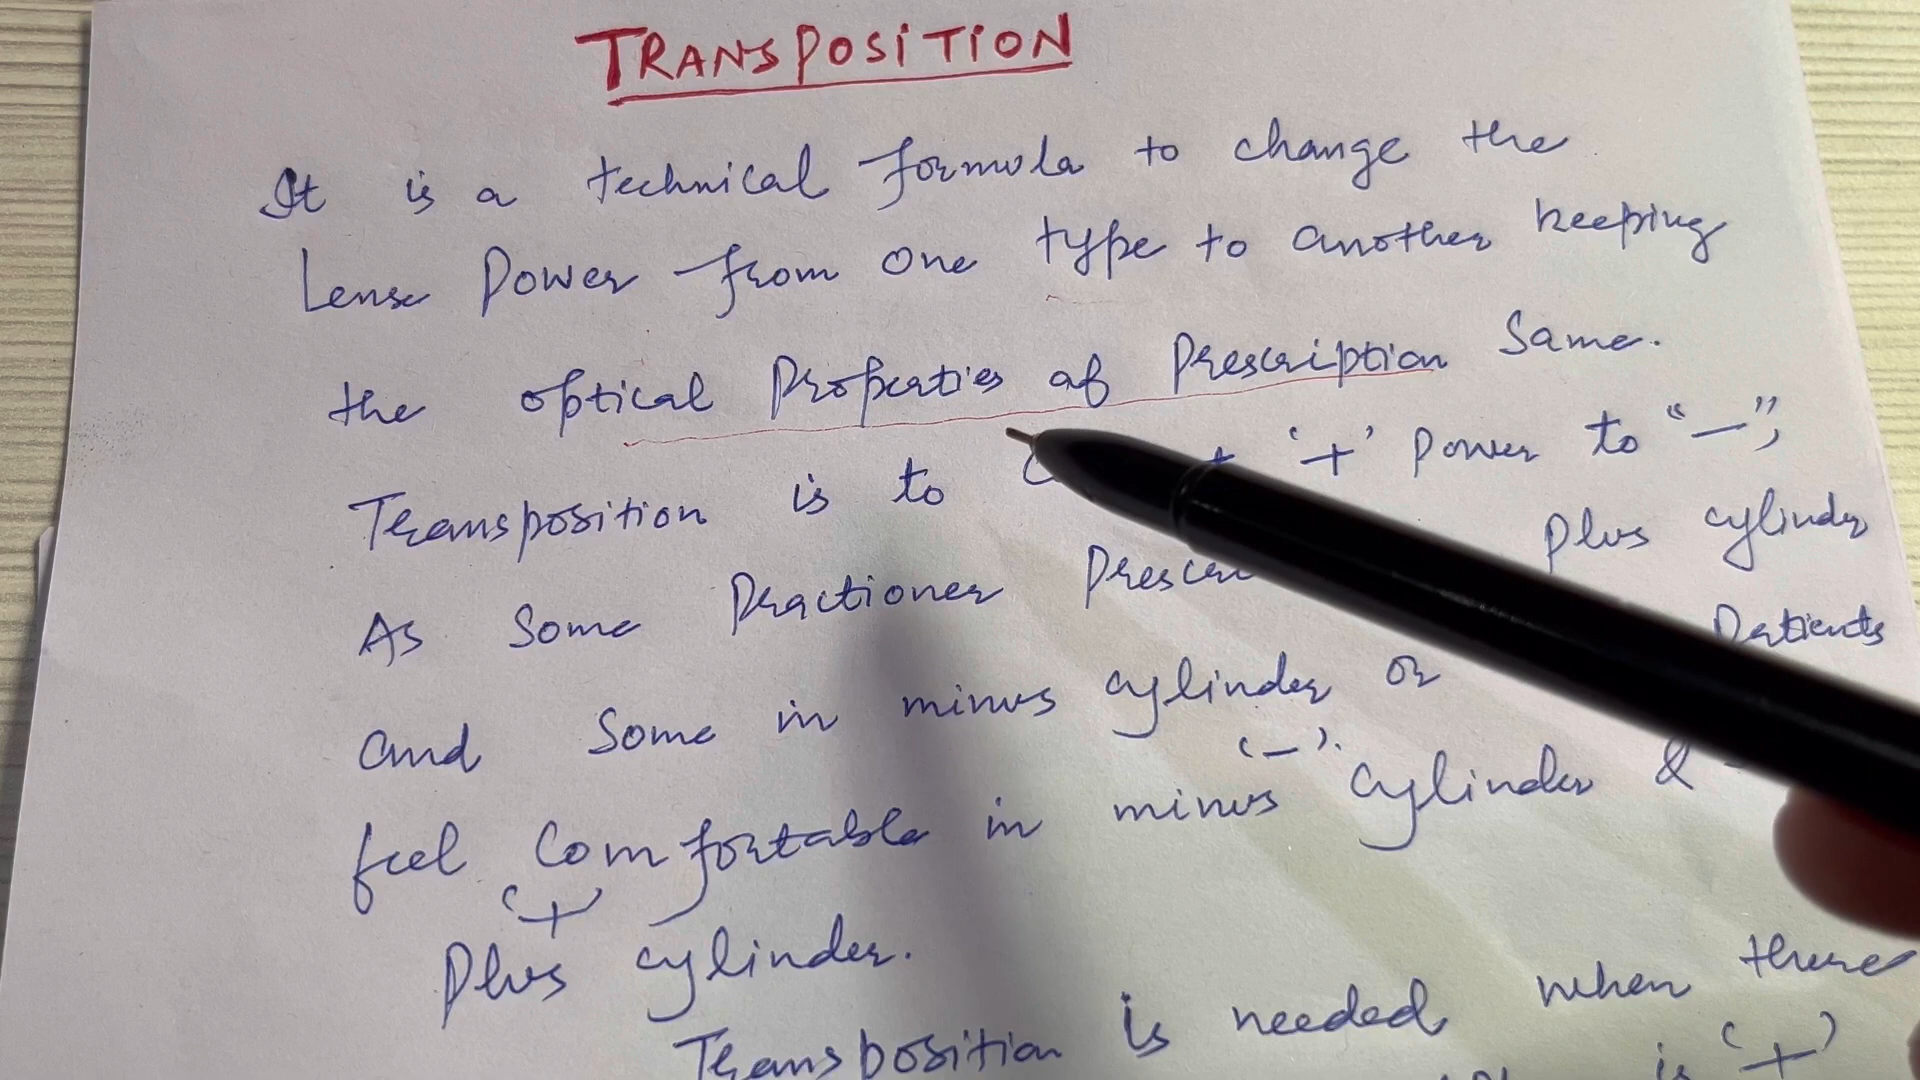 TRANSPOSITION
It is a technical formula to change the
Lense Power from one type to another keeping
the optical Properties of Prescription Same.
Transposition is to '+' Power to "—",
As Some Practioner Plus cylinder
and Some in minus cylinder or Patients
feel Comfortable in minus (-). cylinder &
'+'
Plus cylinder.
Transposition is needed when there
is '+'